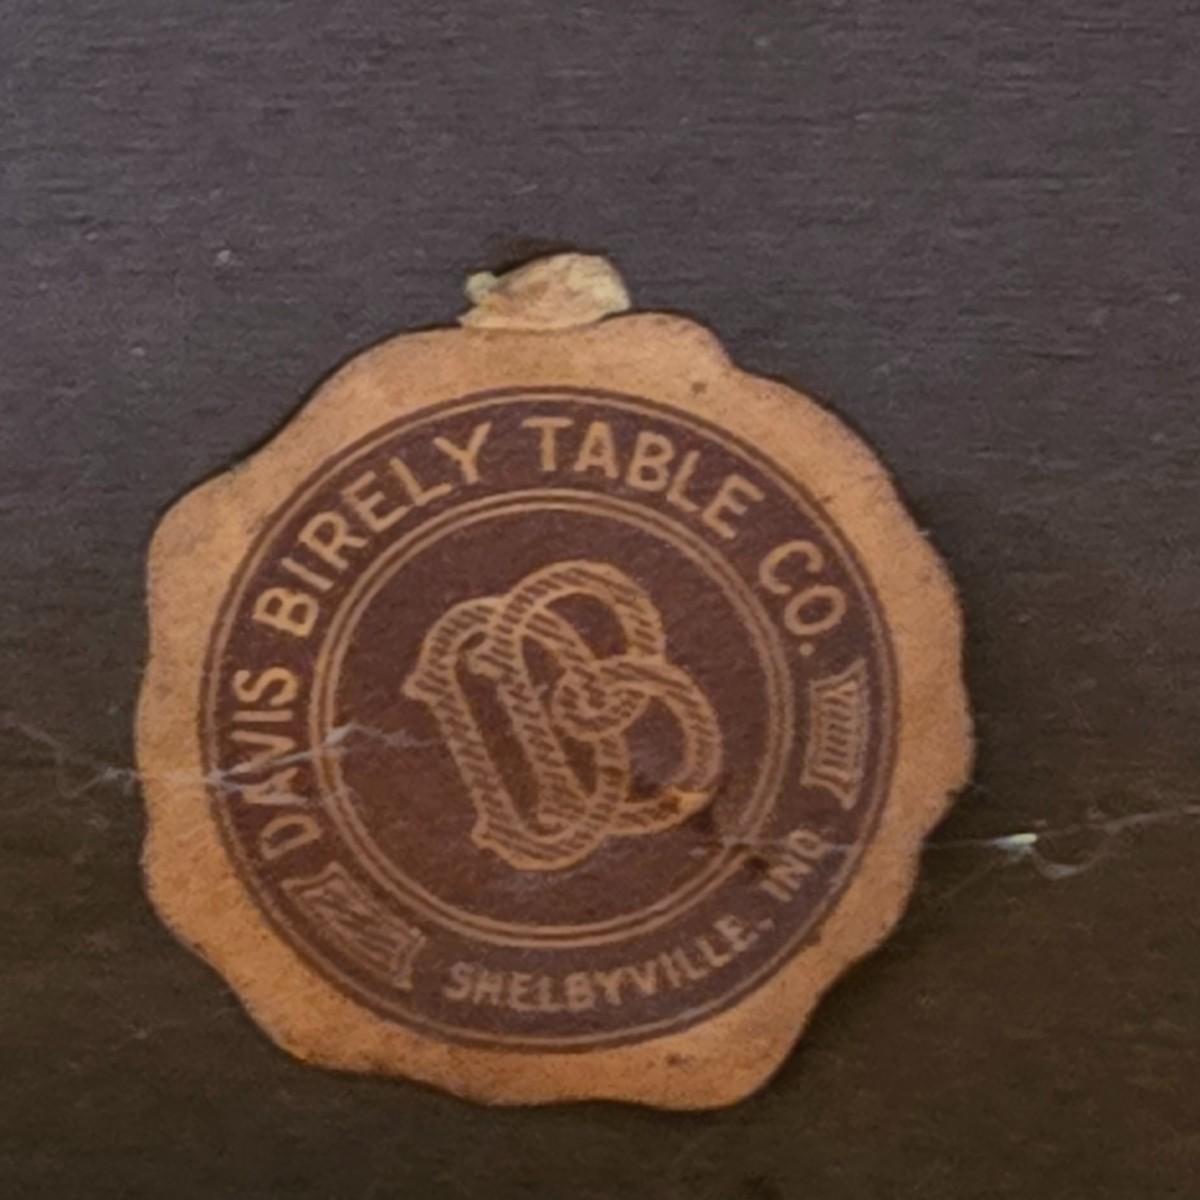 DAVIS BIRELY TABLE CO.
DB
SHELBYVILLE, IND